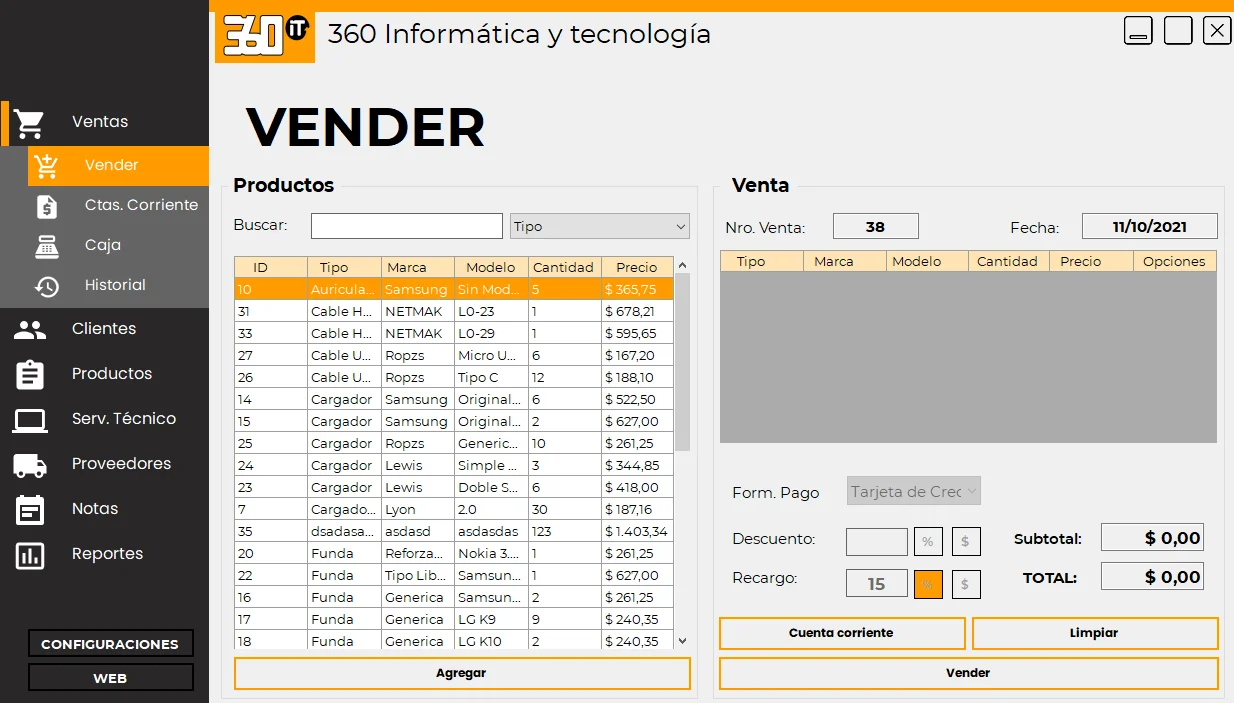 360 iT 360 Informática y tecnología
VENDER
Ventas
Vender
Ctas. Corriente
Caja
Historial
Clientes
Productos
Serv. Técnico
Proveedores
Notas
Reportes
CONFIGURACIONES
WEB
Productos
Buscar: Tipo
ID Tipo Marca Modelo Cantidad Precio
10 Auricula... Samsung Sin Mod... 5 $ 365,75
31 Cable H... NETMAK L0-23 1 $ 678,21
33 Cable H... NETMAK L0-29 1 $ 595,65
27 Cable U... Ropzs Micro U... 6 $ 167,20
26 Cable U... Ropzs Tipo C 12 $ 188,10
14 Cargador Samsung Original... 6 $ 522,50
15 Cargador Samsung Original... 2 $ 627,00
25 Cargador Ropzs Generic... 10 $ 261,25
24 Cargador Lewis Simple ... 3 $ 344,85
23 Cargador Lewis Doble S... 6 $ 418,00
7 Cargado... Lyon 2.0 30 $ 187,16
35 dsadasa... asdasd asdasdas 123 $ 1.403,34
20 Funda Reforza... Nokia 3.... 1 $ 261,25
22 Funda Tipo Lib... Samsun... 1 $ 627,00
16 Funda Generica Samsun... 2 $ 261,25
17 Funda Generica LG K9 9 $ 240,35
18 Funda Generica LG K10 2 $ 240,35
Agregar
Venta
Nro. Venta: 38 Fecha: 11/10/2021
Tipo Marca Modelo Cantidad Precio Opciones
Form. Pago Tarjeta de Crec
Descuento: % $ Subtotal: $ 0,00
Recargo: 15 % $ TOTAL: $ 0,00
Cuenta corriente Limpiar
Vender